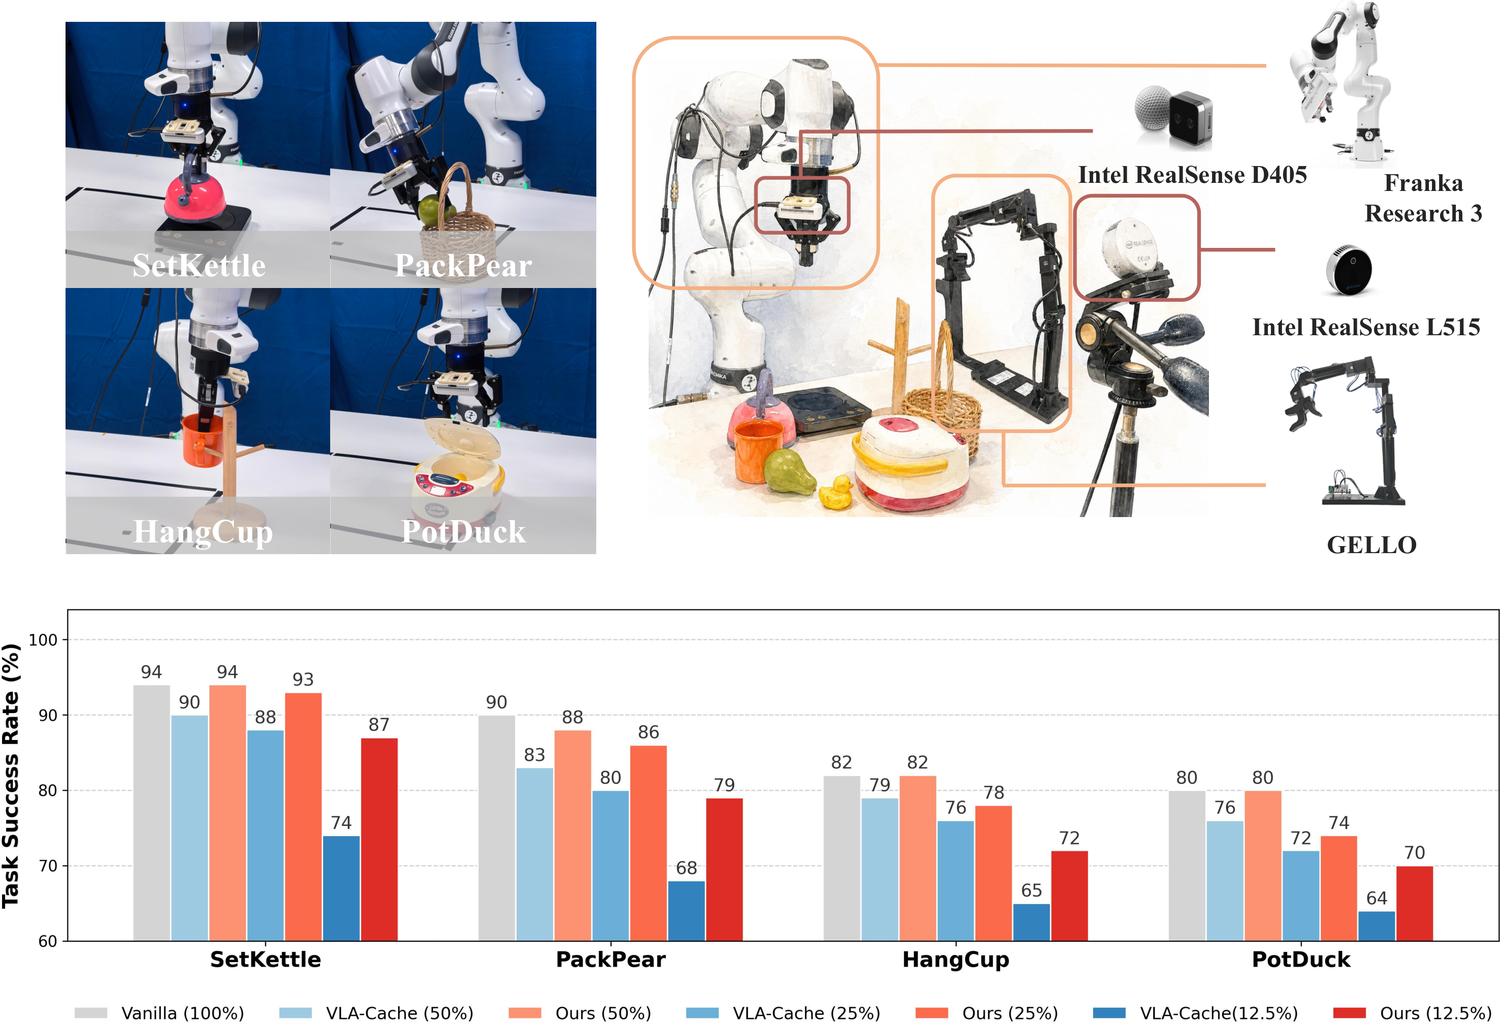 SetKettle
PackPear
HangCup
PotDuck
Intel RealSense D405
Franka
Research 3
Intel RealSense L515
GELLO
Task Success Rate (%)
100
90
80
70
60
94
90
94
88
93
74
87
90
83
88
80
86
68
79
82
79
82
76
78
65
72
80
76
80
72
74
64
70
SetKettle
PackPear
HangCup
PotDuck
Vanilla (100%)
VLA-Cache (50%)
Ours (50%)
VLA-Cache (25%)
Ours (25%)
VLA-Cache(12.5%)
Ours (12.5%)